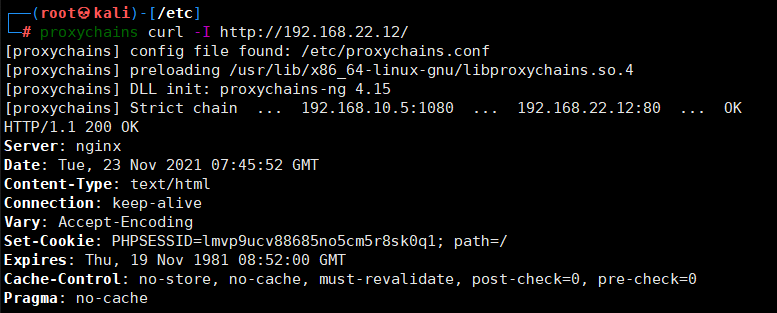 ┌──(root💀kali)-[/etc]
└─# proxychains curl -I http://192.168.22.12/
[proxychains] config file found: /etc/proxychains.conf
[proxychains] preloading /usr/lib/x86_64-linux-gnu/libproxychains.so.4
[proxychains] DLL init: proxychains-ng 4.15
[proxychains] Strict chain  ...  192.168.10.5:1080  ...  192.168.22.12:80  ...  OK
HTTP/1.1 200 OK
Server: nginx
Date: Tue, 23 Nov 2021 07:45:52 GMT
Content-Type: text/html
Connection: keep-alive
Vary: Accept-Encoding
Set-Cookie: PHPSESSID=lmvp9ucv88685no5cm5r8sk0q1; path=/
Expires: Thu, 19 Nov 1981 08:52:00 GMT
Cache-Control: no-store, no-cache, must-revalidate, post-check=0, pre-check=0
Pragma: no-cache